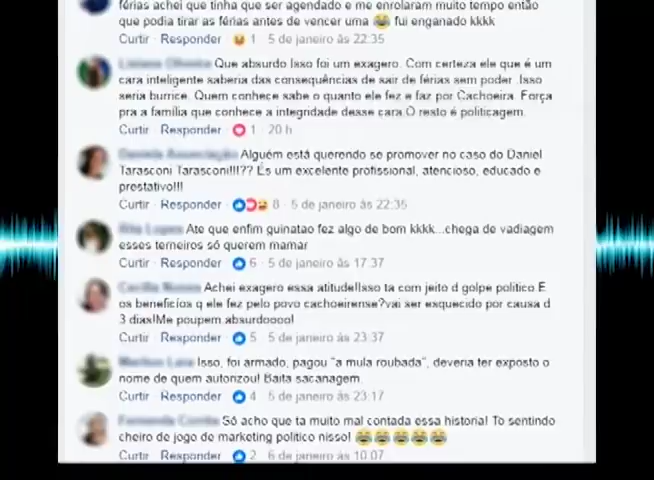 férias achei que tinha que ser agendado e me enrolaram muito tempo então
que podia tirar as férias antes de vencer uma 😂 fui enganado kkkk
Curtir · Responder · 😆 1 · 5 de janeiro às 22:35
Que absurdo Isso foi um exagero. Com certeza ele que é um
cara inteligente saberia das consequências de sair de férias sem poder .Isso
seria burrice. Quem conhece sabe o quanto ele fez e faz por Cachoeira. Força
pra a família que conhece a integridade desse cara.O resto é politicagem.
Curtir · Responder · 1 · 20 h
Alguém está querendo se promover no caso do Daniel
Tarasconi Tarasconi!!!?? És um excelente profissional, atencioso, educado e
prestativo!!!
Curtir · Responder · 8 · 5 de janeiro às 22:35
Ate que enfim guinatao fez algo de bom kkkk...chega de vadiagem
esses terneiros só querem mamar
Curtir · Responder · 6 · 5 de janeiro às 17:37
Achei exagero essa atitude!Isso ta com jeito d golpe politico E
os beneficios q ele fez pelo povo cachoeirense?vai ser esquecido por causa d
3 dias!Me poupem absurdoooo!
Curtir · Responder · 5 · 5 de janeiro às 23:37
Isso, foi armado, pagou "a mula roubada", deveria ter exposto o
nome de quem autorizou! Baita sacanagem
Curtir · Responder · 4 · 5 de janeiro às 23:17
Só acho que ta muito mal contada essa historia! To sentindo
cheiro de jogo de marketing politico nisso! 😂😂😂😂😂
Curtir · Responder · 2 · 6 de janeiro às 10:07